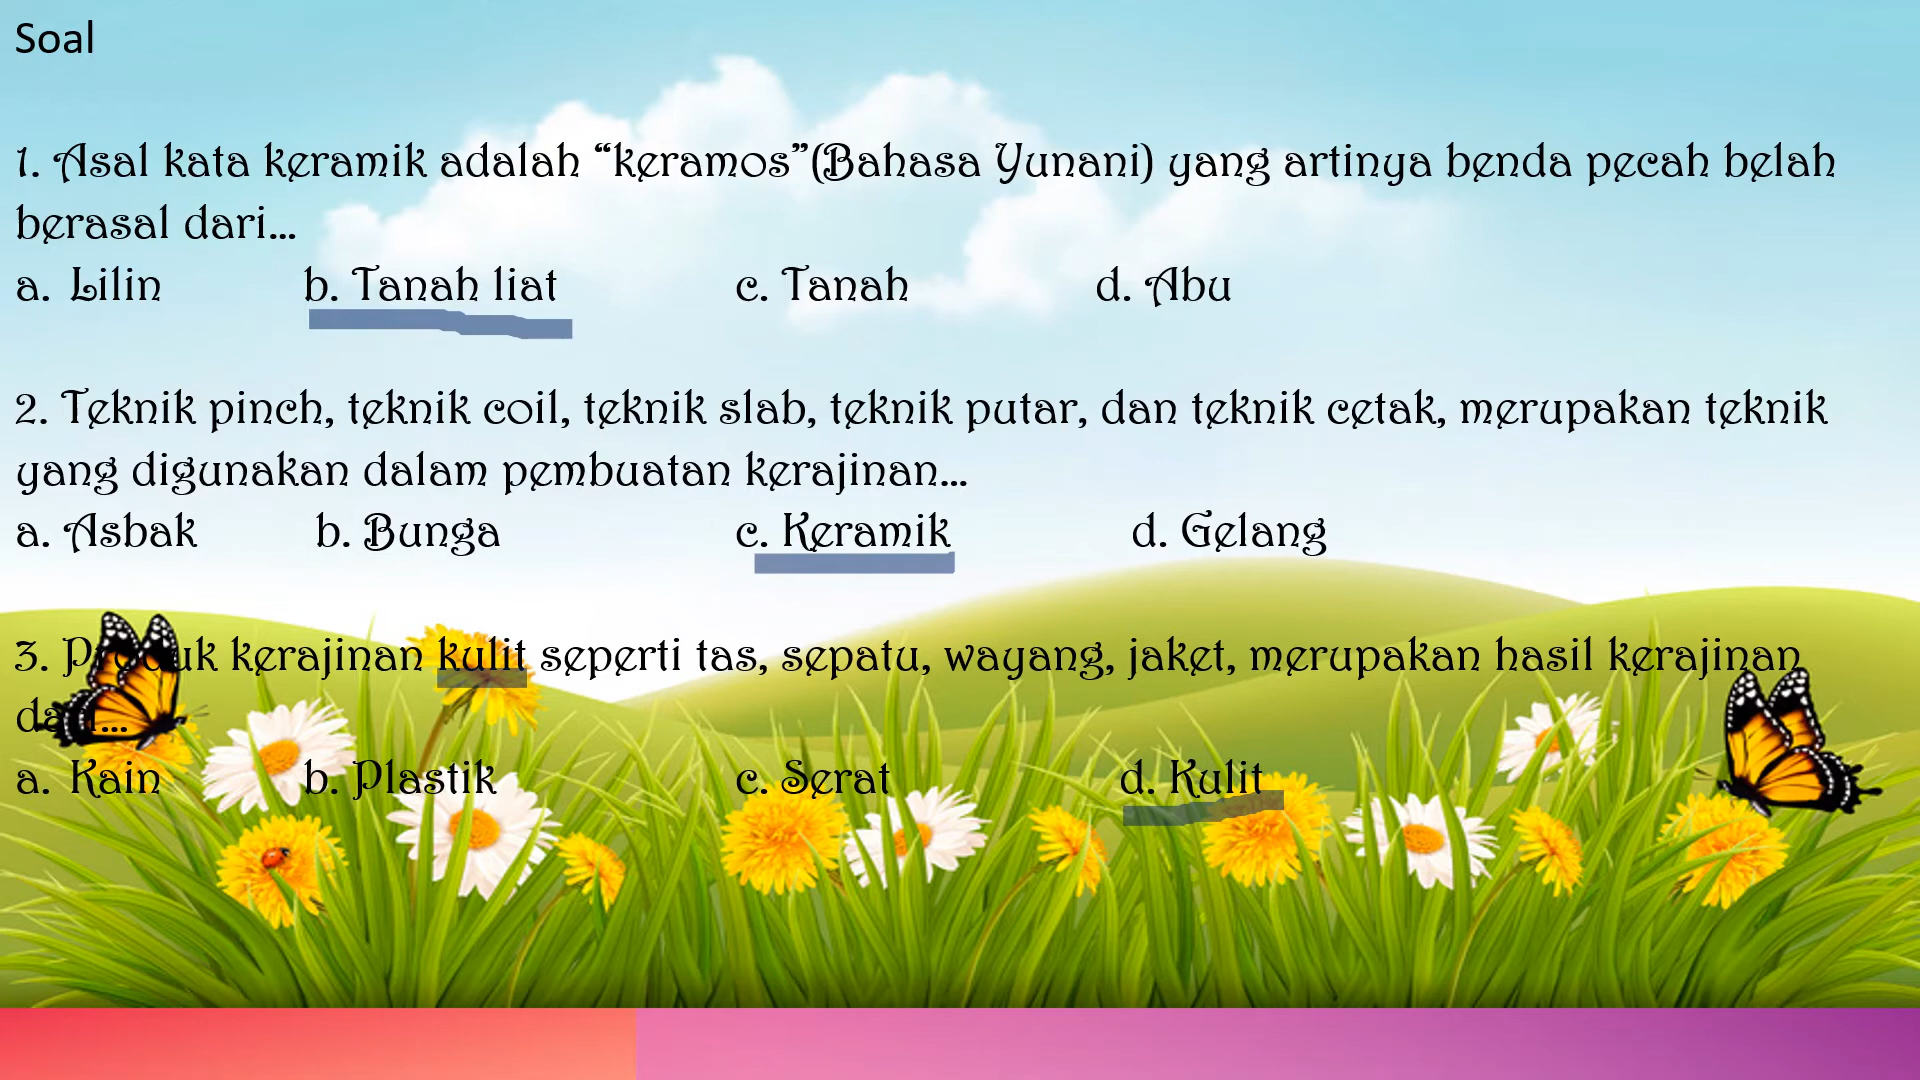 Soal
1. Asal kata keramik adalah “keramos”(Bahasa Yunani) yang artinya benda pecah belah
berasal dari...
a. Lilin b. Tanah liat c. Tanah d. Abu
2. Teknik pinch, teknik coil, teknik slab, teknik putar, dan teknik cetak, merupakan teknik
yang digunakan dalam pembuatan kerajinan...
a. Asbak b. Bunga c. Keramik d. Gelang
3. Produk kerajinan kulit seperti tas, sepatu, wayang, jaket, merupakan hasil kerajinan
dari...
a. Kain b. Plastik c. Serat d. Kulit